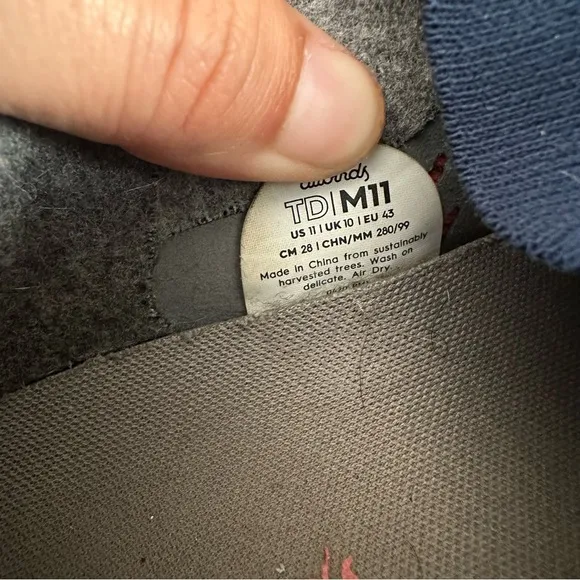 allbirds
TD|M11
US 11 | UK 10 | EU 43
CM 28 | CHN/MM 280/99
Made in China from sustainably
harvested trees. Wash on
delicate. Air Dry.